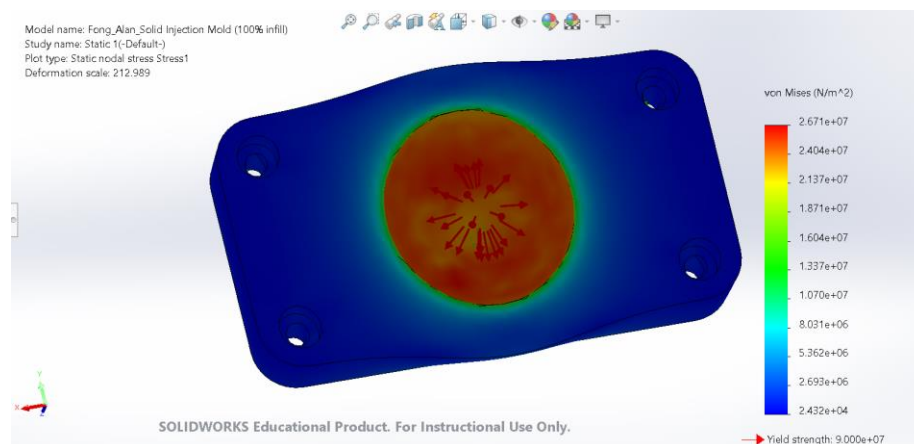 Model name: Fong_Alan_Solid Injection Mold (100% infill)
Study name: Static 1(-Default-)
Plot type: Static nodal stress Stress1
Deformation scale: 212.989
von Mises (N/m^2)
2.671e+07
2.404e+07
2.137e+07
1.871e+07
1.604e+07
1.337e+07
1.070e+07
8.031e+06
5.362e+06
2.693e+06
2.432e+04
Yield strength: 9.000e+07
Y
X
Z
SOLIDWORKS Educational Product. For Instructional Use Only.